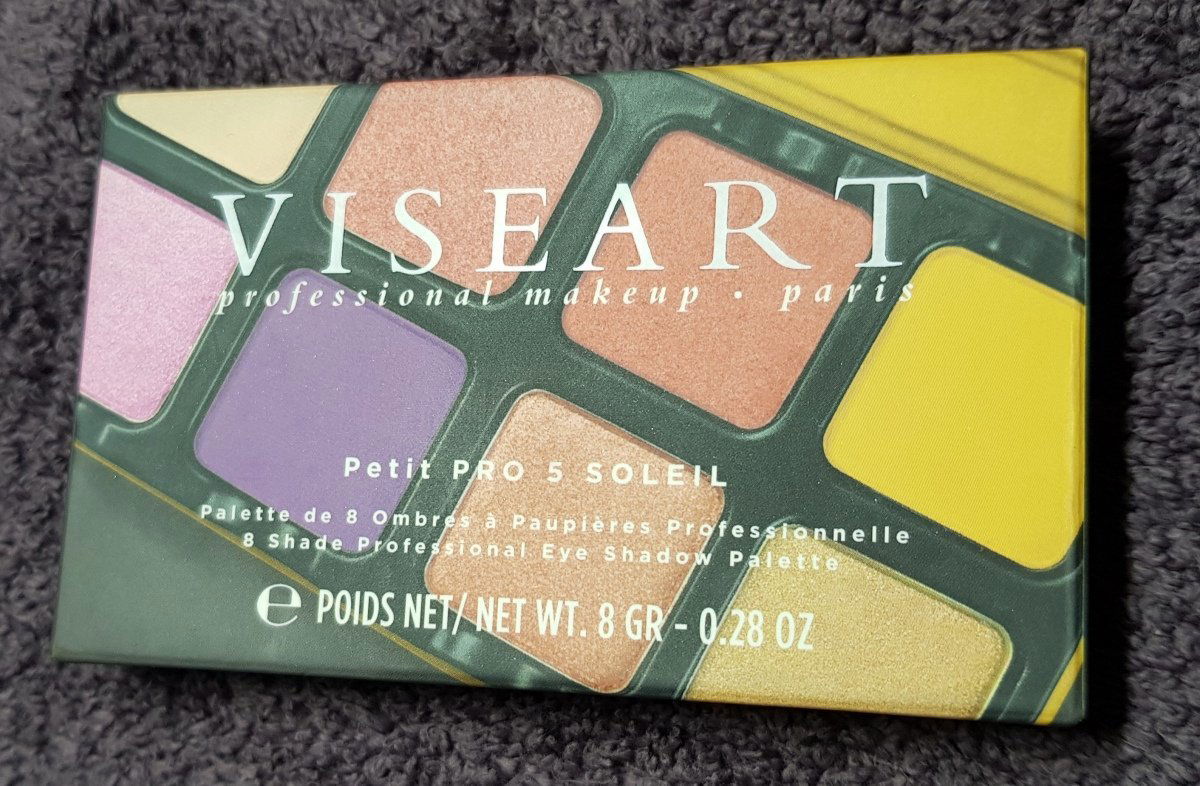 VISEART
professional makeup · paris
Petit PRO 5 SOLEIL
Palette de 8 Ombres à Paupières Professionnelle
8 Shade Professional Eye Shadow Palette
℮ POIDS NET/ NET WT. 8 GR - 0.28 OZ